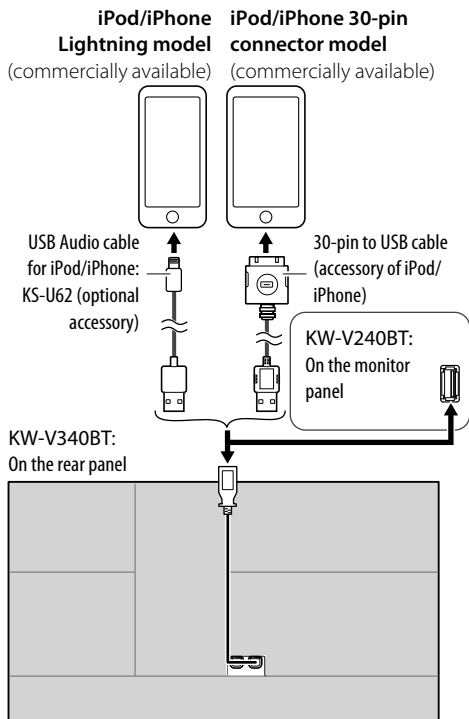 iPod/iPhone
Lightning model
(commercially available)
iPod/iPhone 30-pin
connector model
(commercially available)
USB Audio cable
for iPod/iPhone:
KS-U62 (optional
accessory)
30-pin to USB cable
(accessory of iPod/
iPhone)
KW-V240BT:
On the monitor
panel
KW-V340BT:
On the rear panel